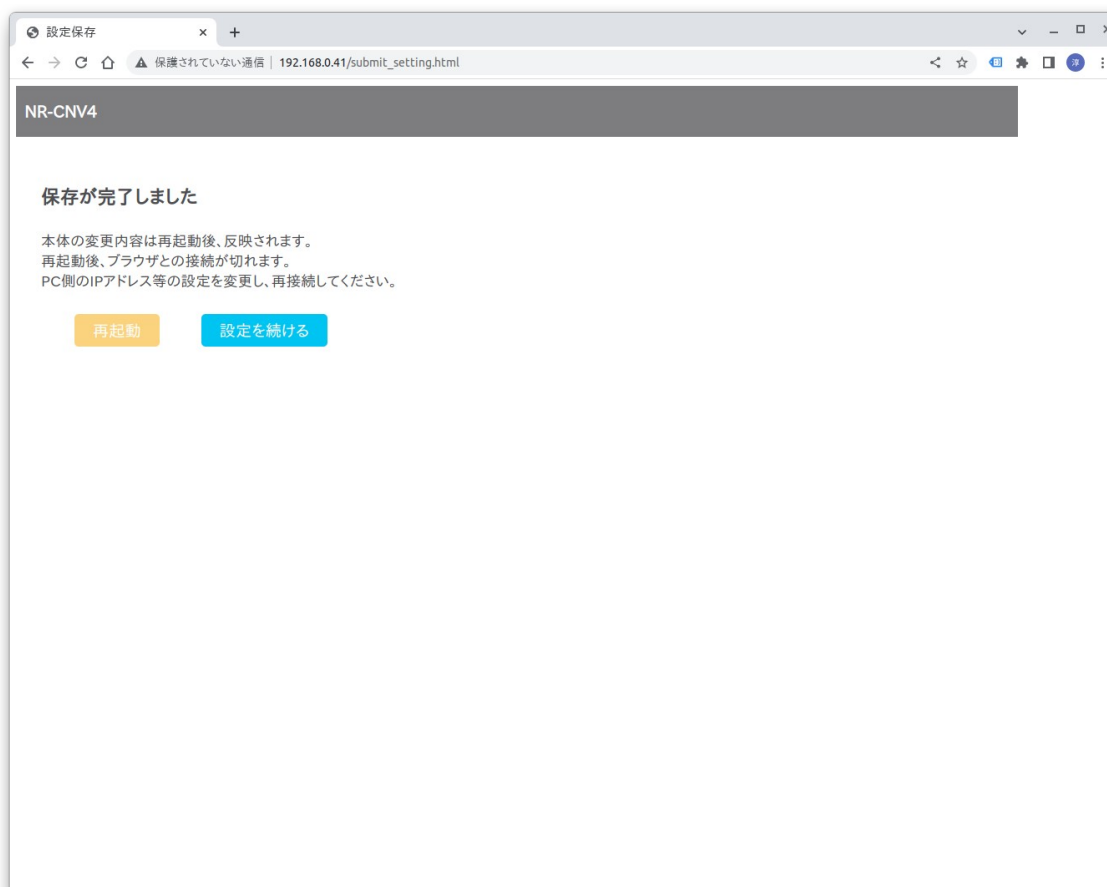 設定保存
保護されていない通信 | 192.168.0.41/submit_setting.html
淳
NR-CNV4
保存が完了しました
本体の変更内容は再起動後、反映されます。
再起動後、ブラウザとの接続が切れます。
PC側のIPアドレス等の設定を変更し、再接続してください。
再起動 設定を続ける